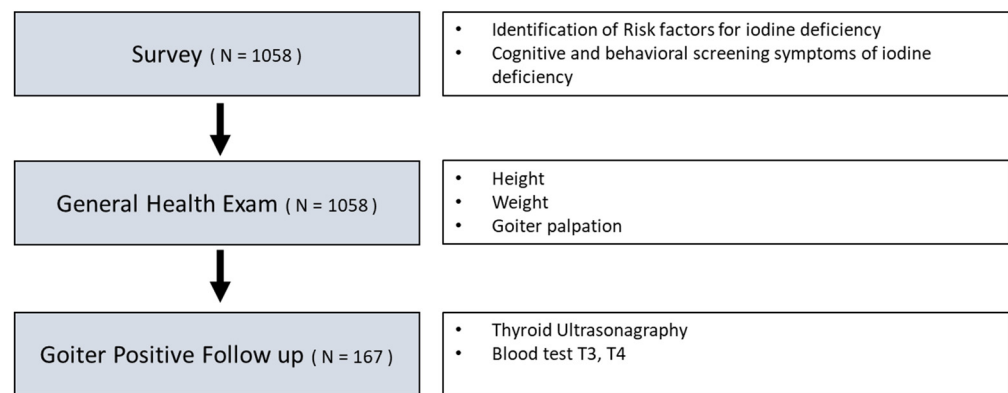 Survey ( N = 1058 )
• Identification of Risk factors for iodine deficiency
• Cognitive and behavioral screening symptoms of iodine
deficiency
General Health Exam ( N = 1058 )
• Height
• Weight
• Goiter palpation
Goiter Positive Follow up ( N = 167 )
• Thyroid Ultrasonagraphy
• Blood test T3, T4